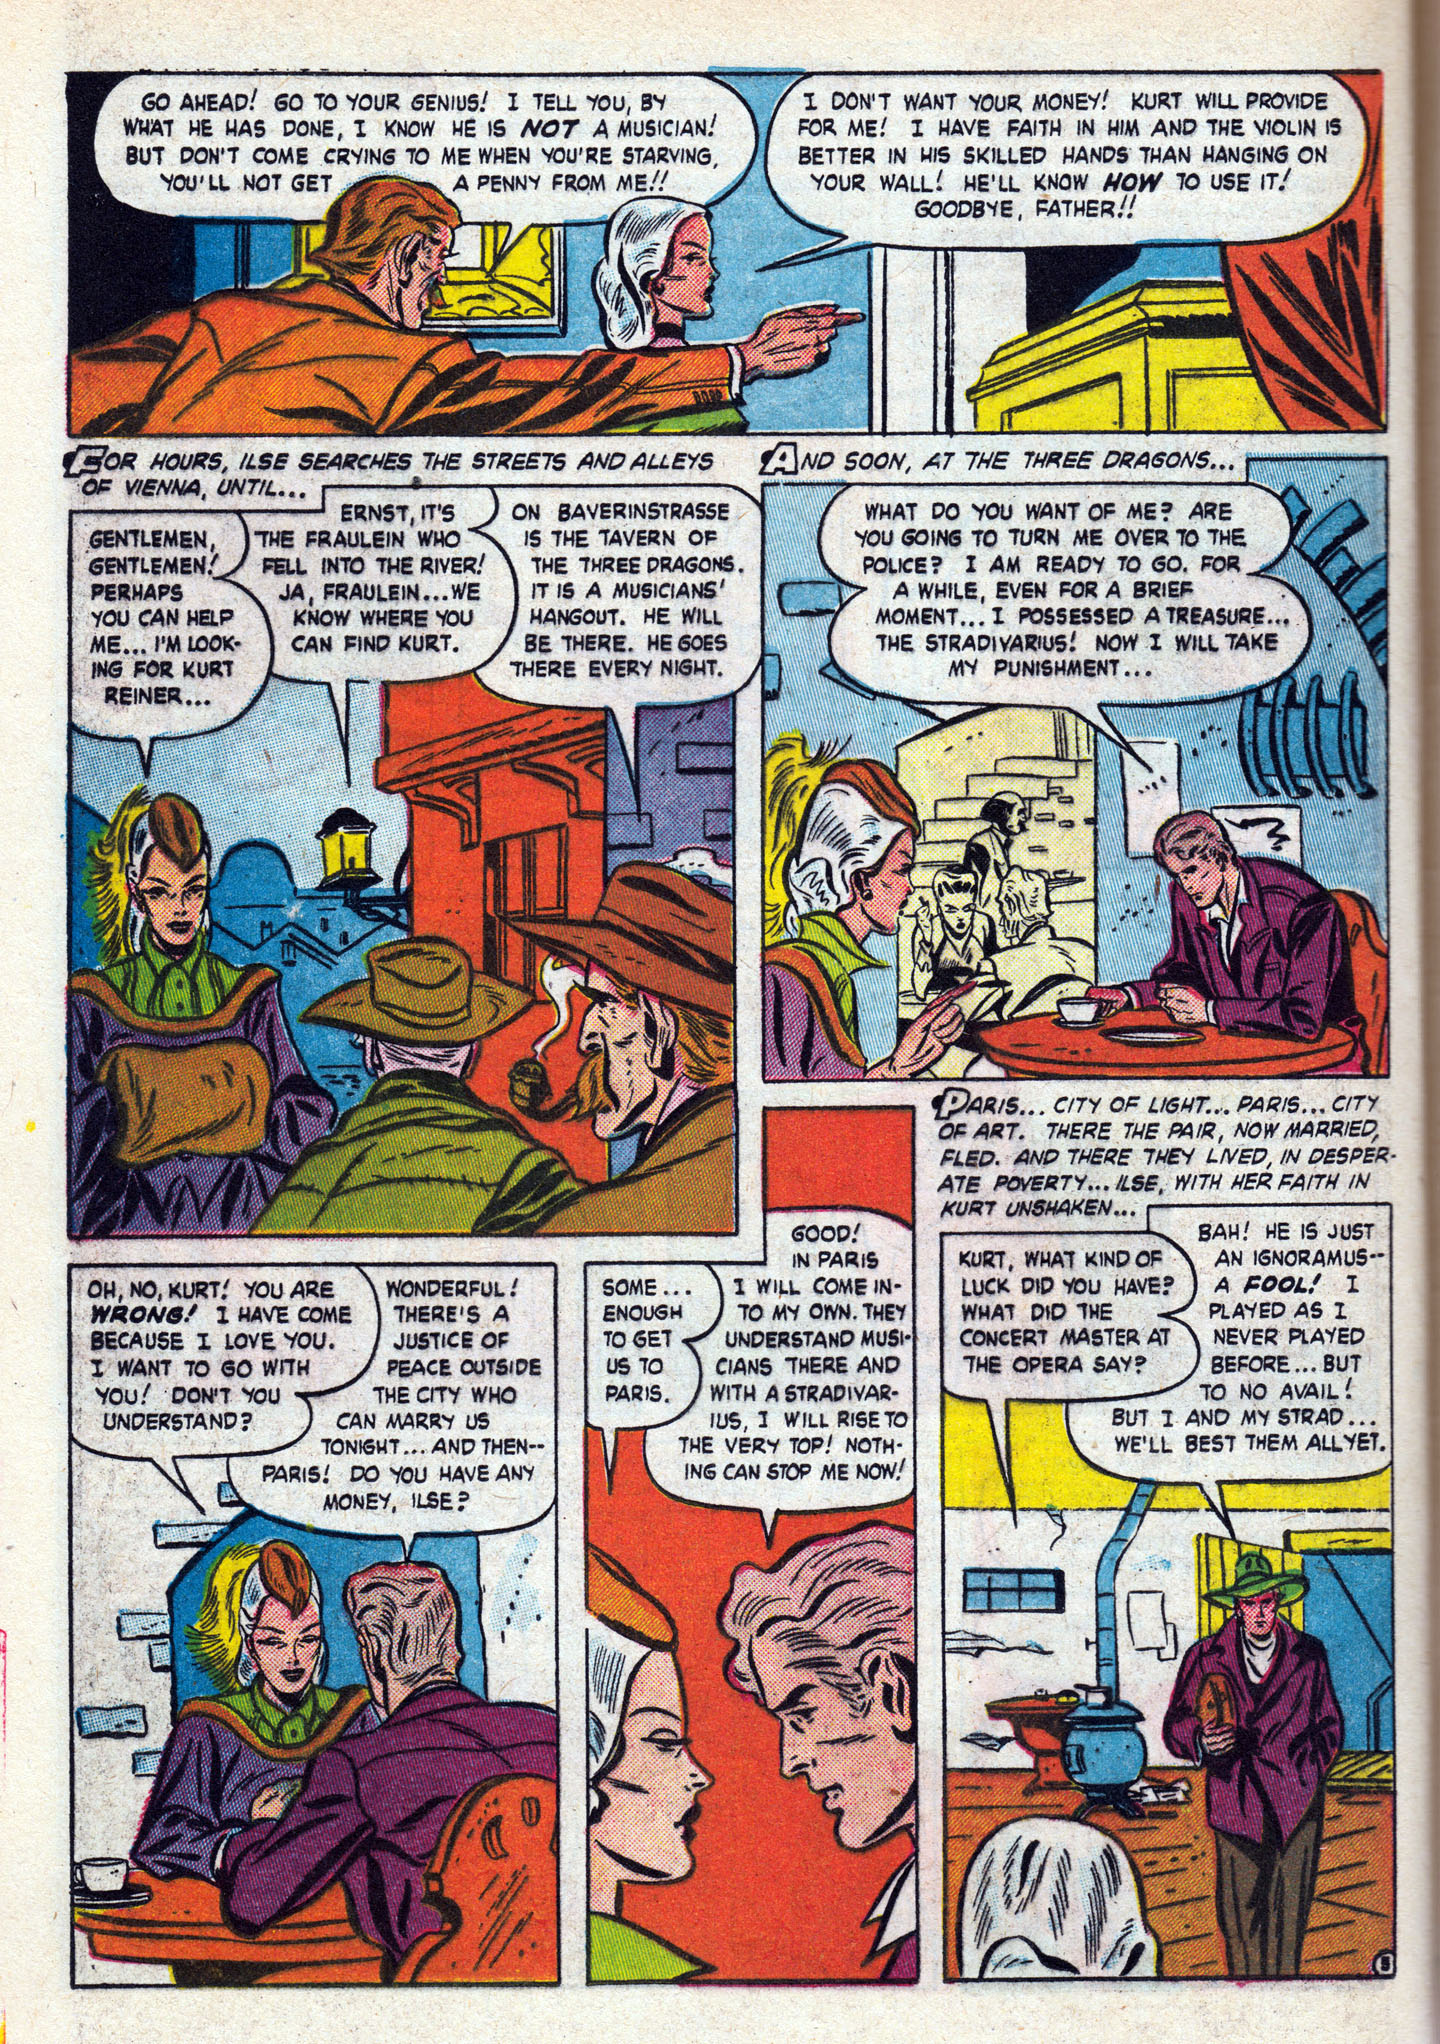 GO AHEAD! GO TO YOUR GENIUS! I TELL YOU, BY
WHAT HE HAS DONE, I KNOW HE IS NOT A MUSICIAN!
BUT DON'T COME CRYING TO ME WHEN YOU'RE STARVING,
YOU'LL NOT GET A PENNY FROM ME!!
I DON'T WANT YOUR MONEY! KURT WILL PROVIDE
FOR ME! I HAVE FAITH IN HIM AND THE VIOLIN IS
BETTER IN HIS SKILLED HANDS THAN HANGING ON
YOUR WALL! HE'LL KNOW HOW TO USE IT!
GOODBYE, FATHER!!
FOR HOURS, ILSE SEARCHES THE STREETS AND ALLEYS
OF VIENNA, UNTIL...
GENTLEMEN,
GENTLEMEN!
PERHAPS
YOU CAN HELP
ME... I'M LOOK-
ING FOR KURT
REINER...
ERNST, IT'S
THE FRAULEIN WHO
FELL INTO THE RIVER!
JA, FRAULEIN...WE
KNOW WHERE YOU
CAN FIND KURT.
ON BAVERINSTRASSE
IS THE TAVERN OF
THE THREE DRAGONS.
IT IS A MUSICIANS'
HANGOUT. HE WILL
BE THERE. HE GOES
THERE EVERY NIGHT.
AND SOON, AT THE THREE DRAGONS...
WHAT DO YOU WANT OF ME? ARE
YOU GOING TO TURN ME OVER TO THE
POLICE? I AM READY TO GO. FOR
A WHILE, EVEN FOR A BRIEF
MOMENT... I POSSESSED A TREASURE...
THE STRADIVARIUS! NOW I WILL TAKE
MY PUNISHMENT...
OH, NO, KURT! YOU ARE
WRONG! I HAVE COME
BECAUSE I LOVE YOU.
I WANT TO GO WITH
YOU! DON'T YOU
UNDERSTAND?
WONDERFUL!
THERE'S A
JUSTICE OF
PEACE OUTSIDE
THE CITY WHO
CAN MARRY US
TONIGHT... AND THEN--
PARIS! DO YOU HAVE ANY
MONEY, ILSE?
SOME...
ENOUGH
TO GET
US TO
PARIS.
GOOD!
IN PARIS
I WILL COME IN-
TO MY OWN. THEY
UNDERSTAND MUSI-
CIANS THERE AND
WITH A STRADIVAR-
IUS, I WILL RISE TO
THE VERY TOP! NOTH-
ING CAN STOP ME NOW!
PARIS... CITY OF LIGHT... PARIS... CITY
OF ART. THERE THE PAIR, NOW MARRIED,
FLED. AND THERE THEY LIVED, IN DESPER-
ATE POVERTY... ILSE, WITH HER FAITH IN
KURT UNSHAKEN...
KURT, WHAT KIND OF
LUCK DID YOU HAVE?
WHAT DID THE
CONCERT MASTER AT
THE OPERA SAY?
BAH! HE IS JUST
AN IGNORAMUS--
A FOOL! I
PLAYED AS I
NEVER PLAYED
BEFORE... BUT
TO NO AVAIL!
BUT I AND MY STRAD...
WE'LL BEST THEM ALL YET.